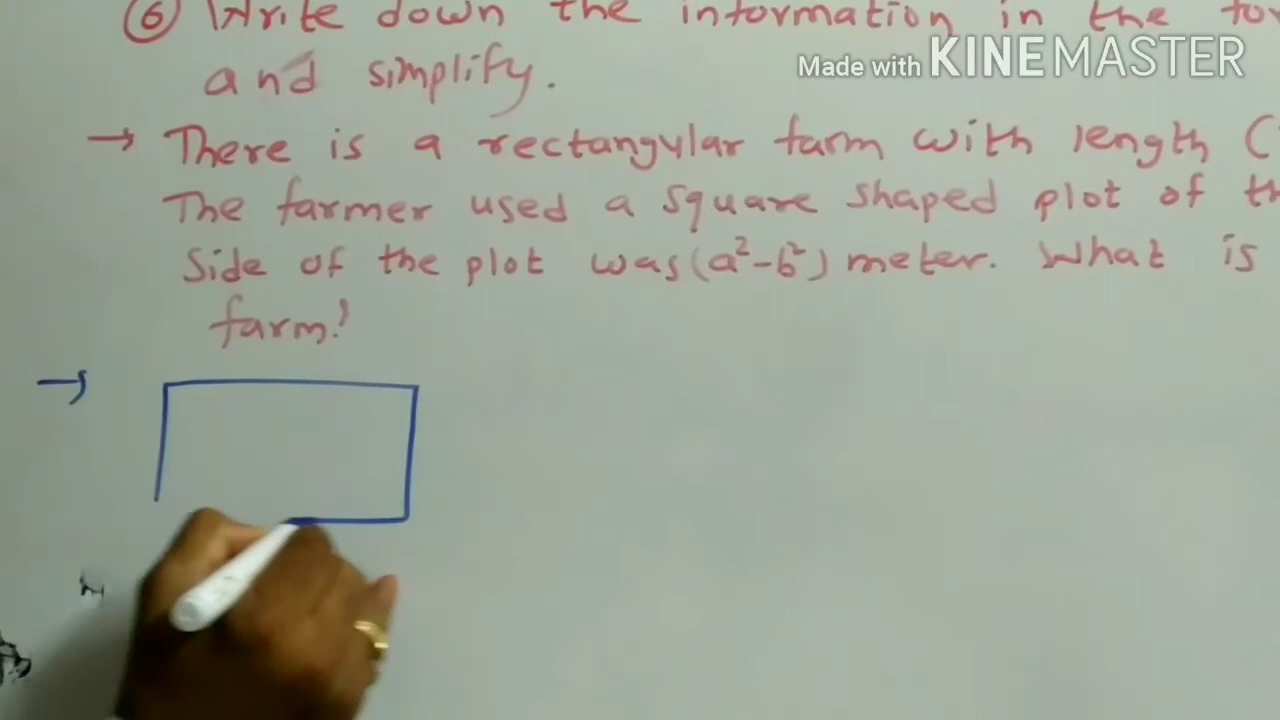 ⑥ Write down the information in the
Made with KINEMASTER
and simplify.
→ There is a rectangular farm with length (
The farmer used a square shaped plot of
side of the plot was (a²-b²) meter. What is
farm?
→